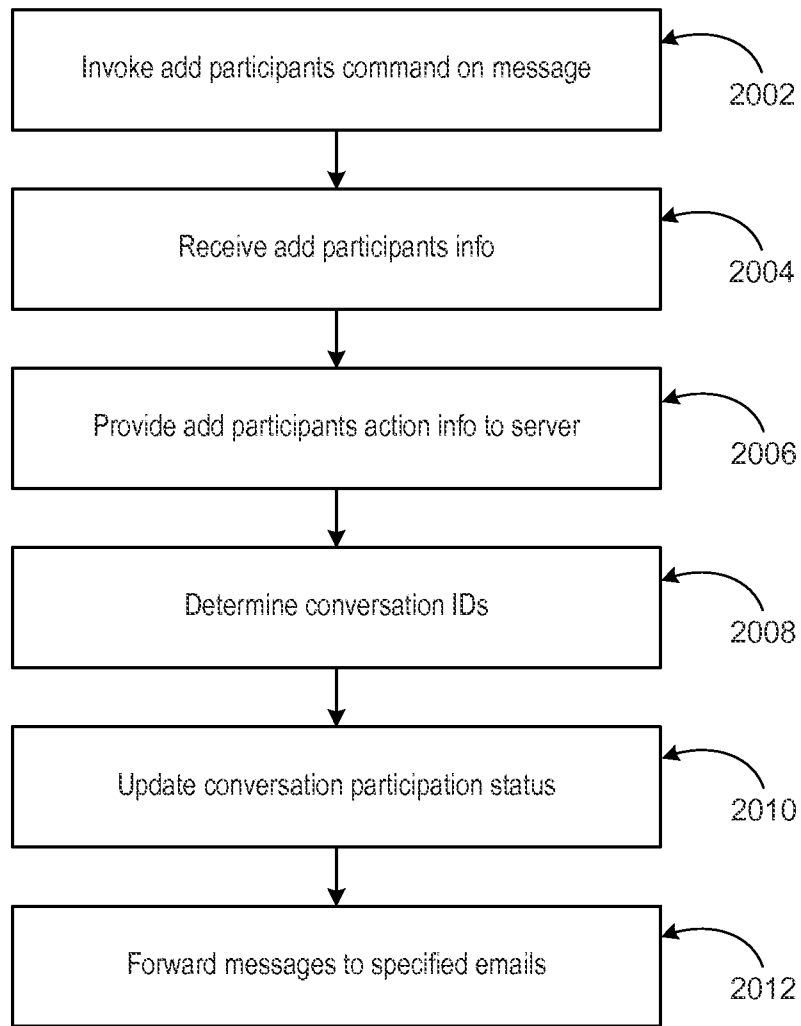 Invoke add participants command on message
2002
Receive add participants info
2004
Provide add participants action info to server
2006
Determine conversation IDs
2008
Update conversation participation status
2010
Forward messages to specified emails
2012